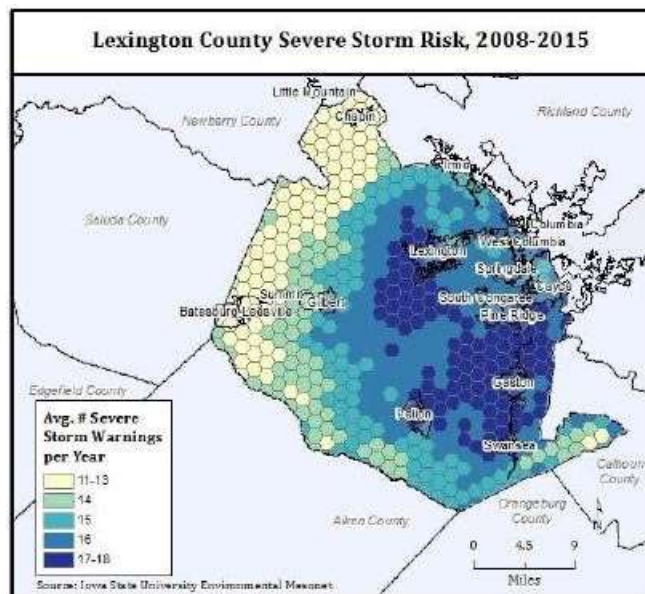 Lexington County Severe Storm Risk, 2008-2015
Little Mountain
Chapin
Newberry County
Richland County
Irmo
Saluda County
Columbia
West Columbia
Lexington
Springdale
Cayce
Summit
Gilbert
South Congaree
Batesburg-Leesville
Pine Ridge
Edgefield County
Gaston
Pelion
Swansea
Calhoun
County
Orangeburg
County
Aiken County
Avg. # Severe
Storm Warnings
per Year
11-13
14
15
16
17-18
N
0 4.5 9
Miles
Source: Iowa State University Environmental Mesonet